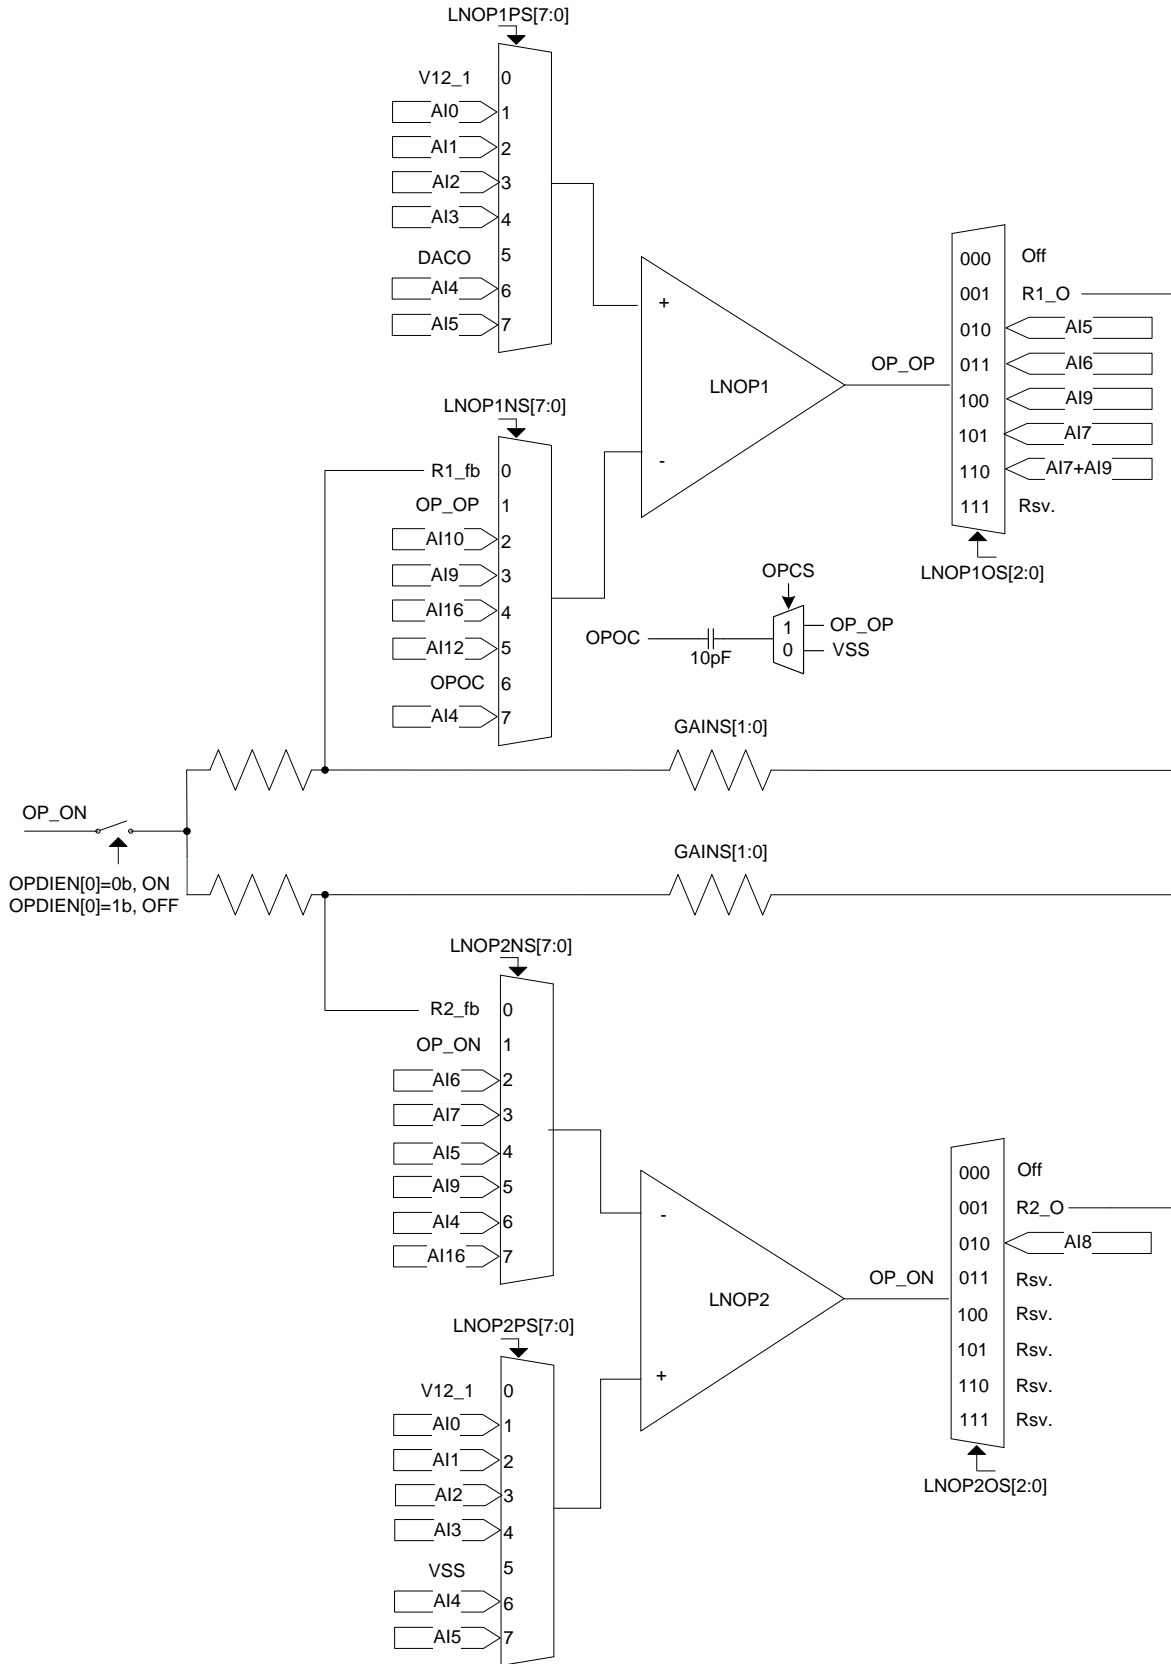 LNOP1PS[7:0]
V12_1 0
AI0 1
AI1 2
AI2 3
AI3 4
DACO 5
AI4 6
AI5 7
+
-
LNOP1
OP_OP
000 Off
001 R1_O
010 AI5
011 AI6
100 AI9
101 AI7
110 AI7+AI9
111 Rsv.
LNOP1OS[2:0]
LNOP1NS[7:0]
R1_fb 0
OP_OP 1
AI10 2
AI9 3
AI16 4
AI12 5
OPOC 6
AI4 7
OPCS
OPOC
10pF
1 OP_OP
0 VSS
GAINS[1:0]
OP_ON
OPDIEN[0]=0b, ON
OPDIEN[0]=1b, OFF
GAINS[1:0]
LNOP2NS[7:0]
R2_fb 0
OP_ON 1
AI6 2
AI7 3
AI5 4
AI9 5
AI4 6
AI16 7
-
+
LNOP2
OP_ON
000 Off
001 R2_O
010 AI8
011 Rsv.
100 Rsv.
101 Rsv.
110 Rsv.
111 Rsv.
LNOP2OS[2:0]
LNOP2PS[7:0]
V12_1 0
AI0 1
AI1 2
AI2 3
AI3 4
VSS 5
AI4 6
AI5 7